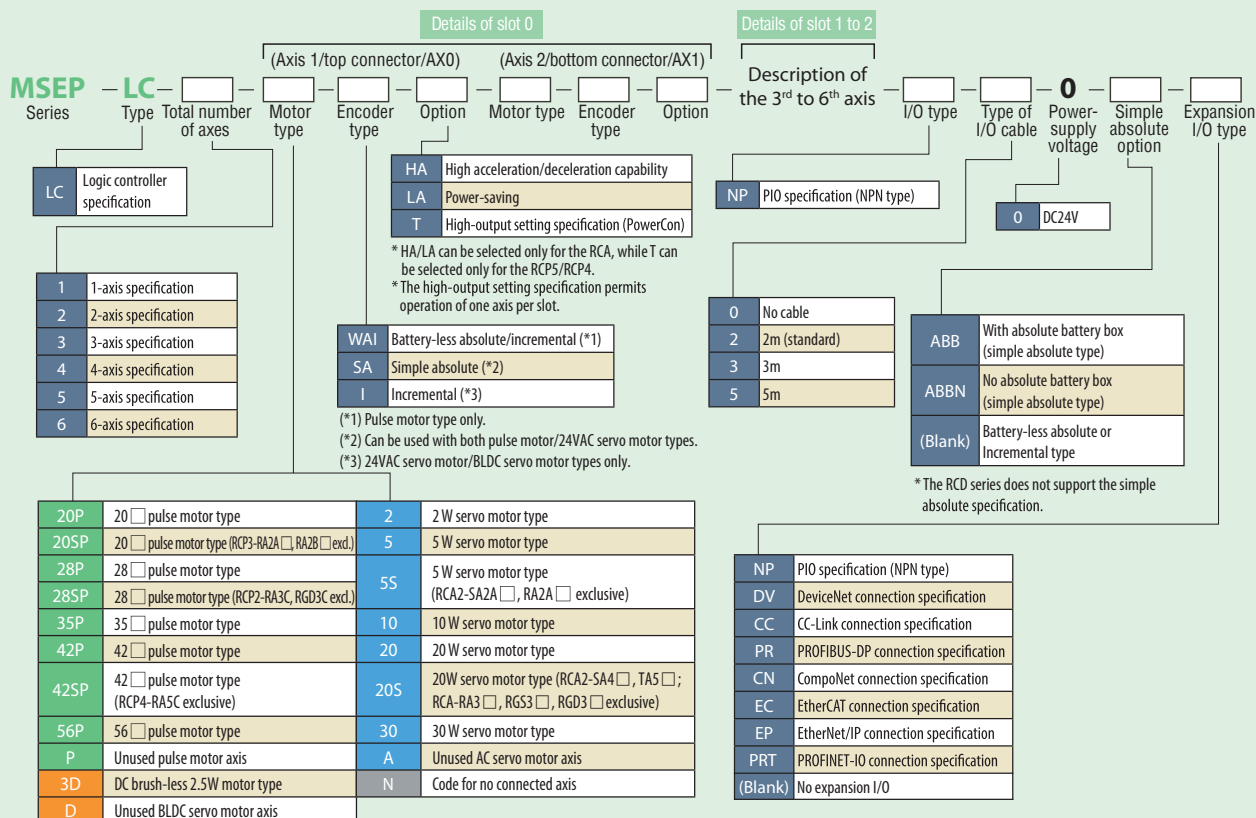 Details of slot 0
Details of slot 1 to 2
(Axis 1/top connector/AX0)
(Axis 2/bottom connector/AX1)
Description of
the 3rd to 6th axis
MSEP – LC – □ – □ – □ – □ – □ – □ – □ – □ – □ – 0 – □ – □
Series
Type
Total number
of axes
Motor
type
Encoder
type
Option
Motor type
Encoder
type
Option
I/O type
Type of
I/O cable
Power-
supply
voltage
Simple
absolute
option
Expansion
I/O type
LC Logic controller
specification
1 1-axis specification
2 2-axis specification
3 3-axis specification
4 4-axis specification
5 5-axis specification
6 6-axis specification
HA High acceleration/deceleration capability
LA Power-saving
T High-output setting specification (PowerCon)
* HA/LA can be selected only for the RCA, while T can
be selected only for the RCP5/RCP4.
* The high-output setting specification permits
operation of one axis per slot.
WAI Battery-less absolute/incremental (*1)
SA Simple absolute (*2)
I Incremental (*3)
(*1) Pulse motor type only.
(*2) Can be used with both pulse motor/24VAC servo motor types.
(*3) 24VAC servo motor/BLDC servo motor types only.
NP PIO specification (NPN type)
0 No cable
2 2m (standard)
3 3m
5 5m
0 DC24V
ABB With absolute battery box
(simple absolute type)
ABBN No absolute battery box
(simple absolute type)
(Blank) Battery-less absolute or
Incremental type
* The RCD series does not support the simple
absolute specification.
20P 20 □ pulse motor type
20SP 20 □ pulse motor type (RCP3-RA2A □, RA2B □ excl.)
28P 28 □ pulse motor type
28SP 28 □ pulse motor type (RCP2-RA3C, RGD3C excl.)
35P 35 □ pulse motor type
42P 42 □ pulse motor type
42SP 42 □ pulse motor type
(RCP4-RA5C exclusive)
56P 56 □ pulse motor type
P Unused pulse motor axis
3D DC brush-less 2.5W motor type
D Unused BLDC servo motor axis
2 2 W servo motor type
5 5 W servo motor type
5S 5 W servo motor type
(RCA2-SA2A □, RA2A □ exclusive)
10 10 W servo motor type
20 20 W servo motor type
20S 20W servo motor type (RCA2-SA4 □, TA5 □;
RCA-RA3 □, RGS3 □, RGD3 □ exclusive)
30 30 W servo motor type
A Unused AC servo motor axis
N Code for no connected axis
NP PIO specification (NPN type)
DV DeviceNet connection specification
CC CC-Link connection specification
PR PROFIBUS-DP connection specification
CN CompoNet connection specification
EC EtherCAT connection specification
EP EtherNet/IP connection specification
PRT PROFINET-IO connection specification
(Blank) No expansion I/O